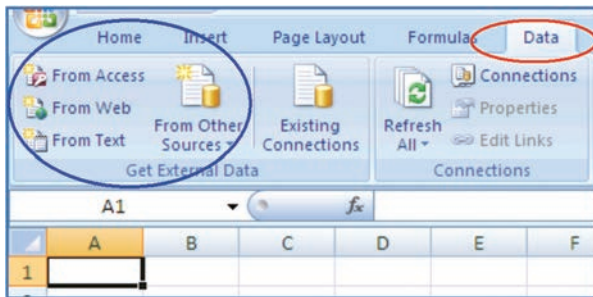 Home Insert Page Layout Formulas Data
From Access
From Web
From Text
From Other
Sources
Existing
Connections
Get External Data
Refresh
All
Connections
Properties
Edit Links
Connections
A1
fx
A B C D E F
1